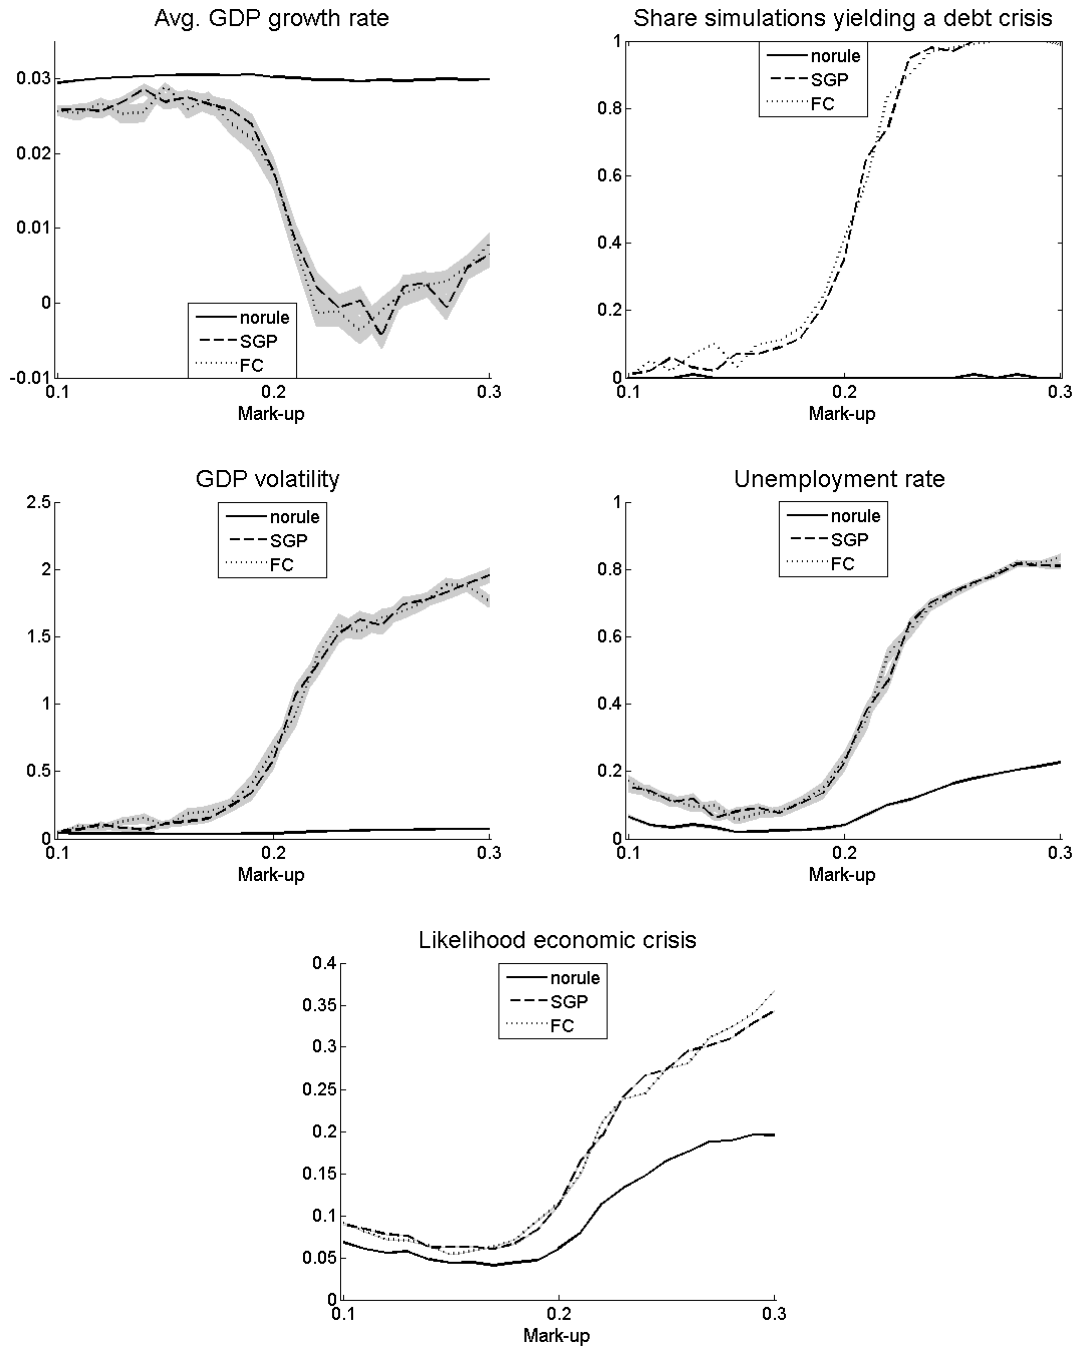 Avg. GDP growth rate
0.03
0.02
0.01
0
-0.01
norule
SGP
FC
0.1
0.2
0.3
Mark-up
Share simulations yielding a debt crisis
1
0.8
0.6
0.4
0.2
0
norule
SGP
FC
0.1
0.2
0.3
Mark-up
GDP volatility
2.5
2
1.5
1
0.5
0
norule
SGP
FC
0.1
0.2
0.3
Mark-up
Unemployment rate
1
0.8
0.6
0.4
0.2
0
norule
SGP
FC
0.1
0.2
0.3
Mark-up
Likelihood economic crisis
0.4
0.35
0.3
0.25
0.2
0.15
0.1
0.05
0
norule
SGP
FC
0.1
0.2
0.3
Mark-up